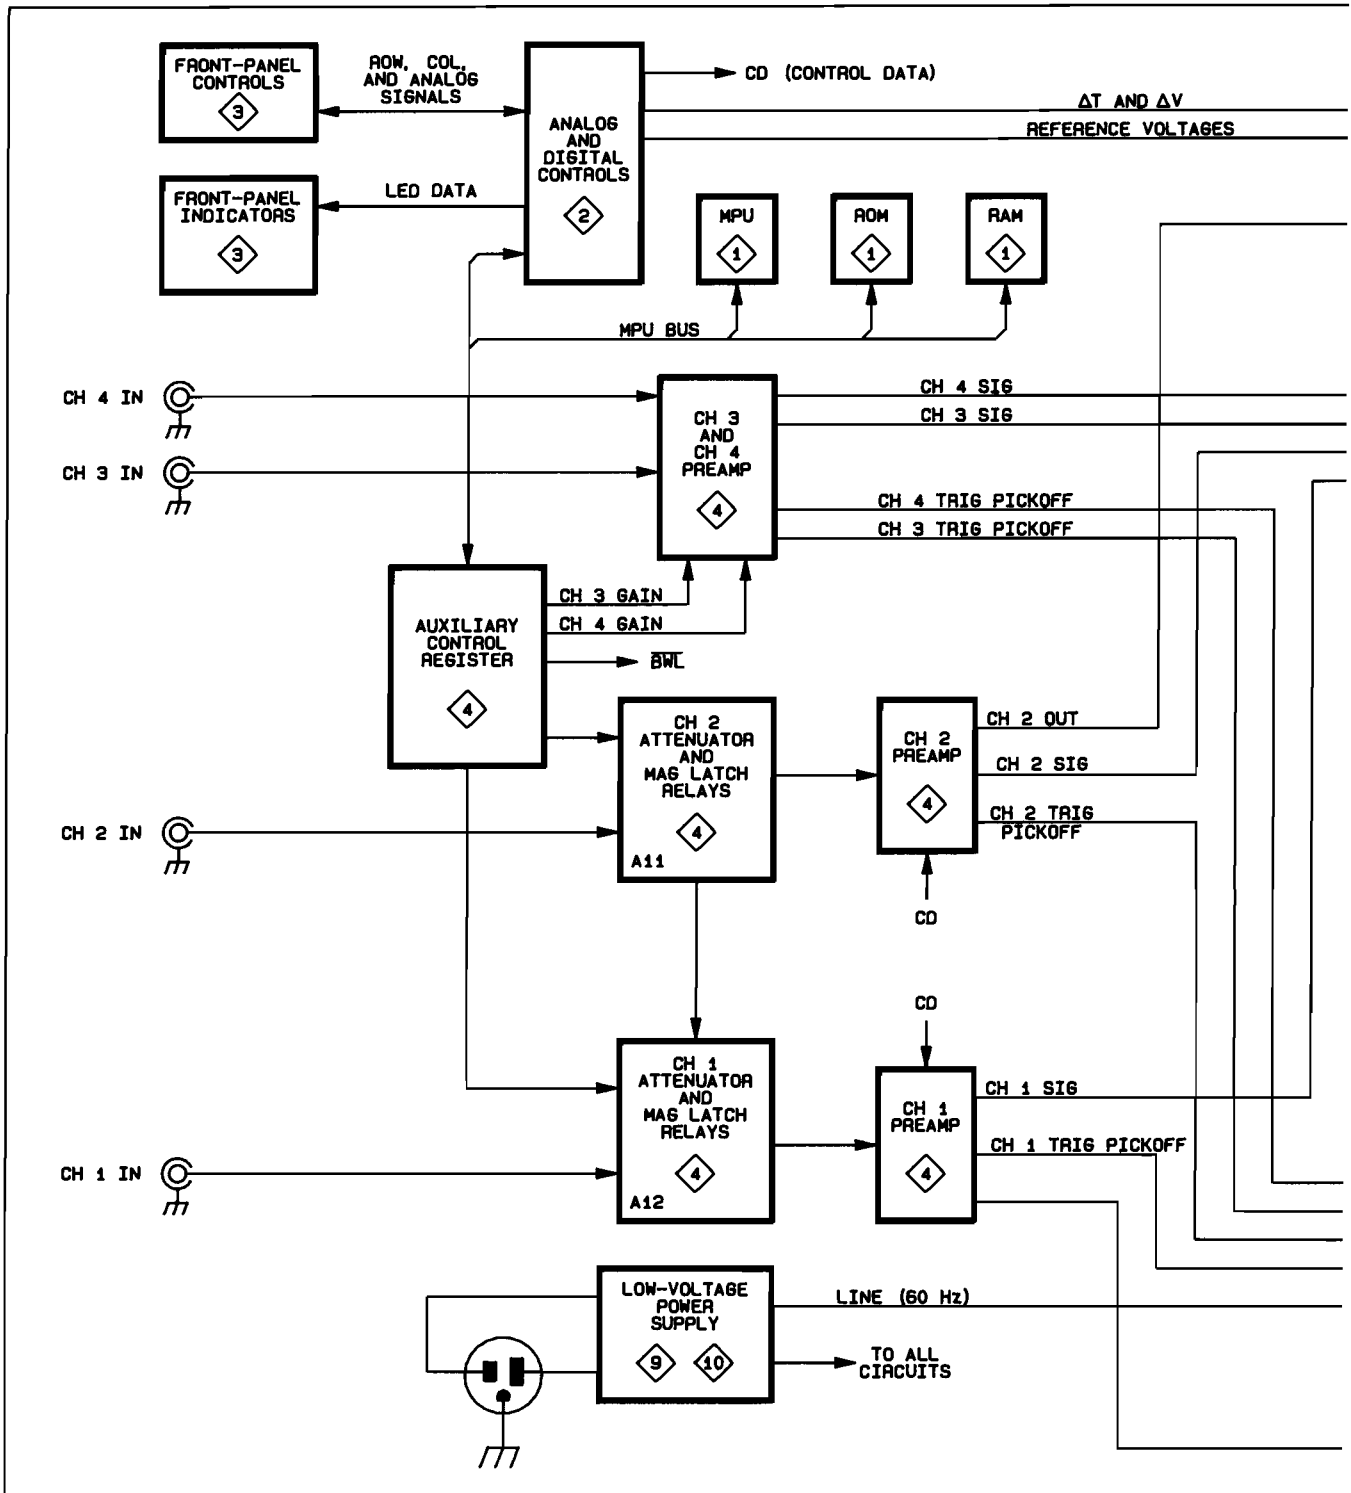 FRONT-PANEL
CONTROLS
3
ROW, COL,
AND ANALOG
SIGNALS
ANALOG
AND
DIGITAL
CONTROLS
2
CD (CONTROL DATA)
ΔT AND ΔV
REFERENCE VOLTAGES
FRONT-PANEL
INDICATORS
3
LED DATA
MPU
1
ROM
1
RAM
1
MPU BUS
CH 4 IN
CH 3 IN
CH 3
AND
CH 4
PREAMP
4
CH 4 SIG
CH 3 SIG
CH 4 TRIG PICKOFF
CH 3 TRIG PICKOFF
AUXILIARY
CONTROL
REGISTER
4
CH 3 GAIN
CH 4 GAIN
B̅W̅L̅
CH 2 IN
CH 2
ATTENUATOR
AND
MAG LATCH
RELAYS
4
A11
CH 2
PREAMP
4
CH 2 OUT
CH 2 SIG
CH 2 TRIG
PICKOFF
CD
CD
CH 1 IN
CH 1
ATTENUATOR
AND
MAG LATCH
RELAYS
4
A12
CH 1
PREAMP
4
CH 1 SIG
CH 1 TRIG PICKOFF
LOW-VOLTAGE
POWER
SUPPLY
9 10
LINE (60 Hz)
TO ALL
CIRCUITS